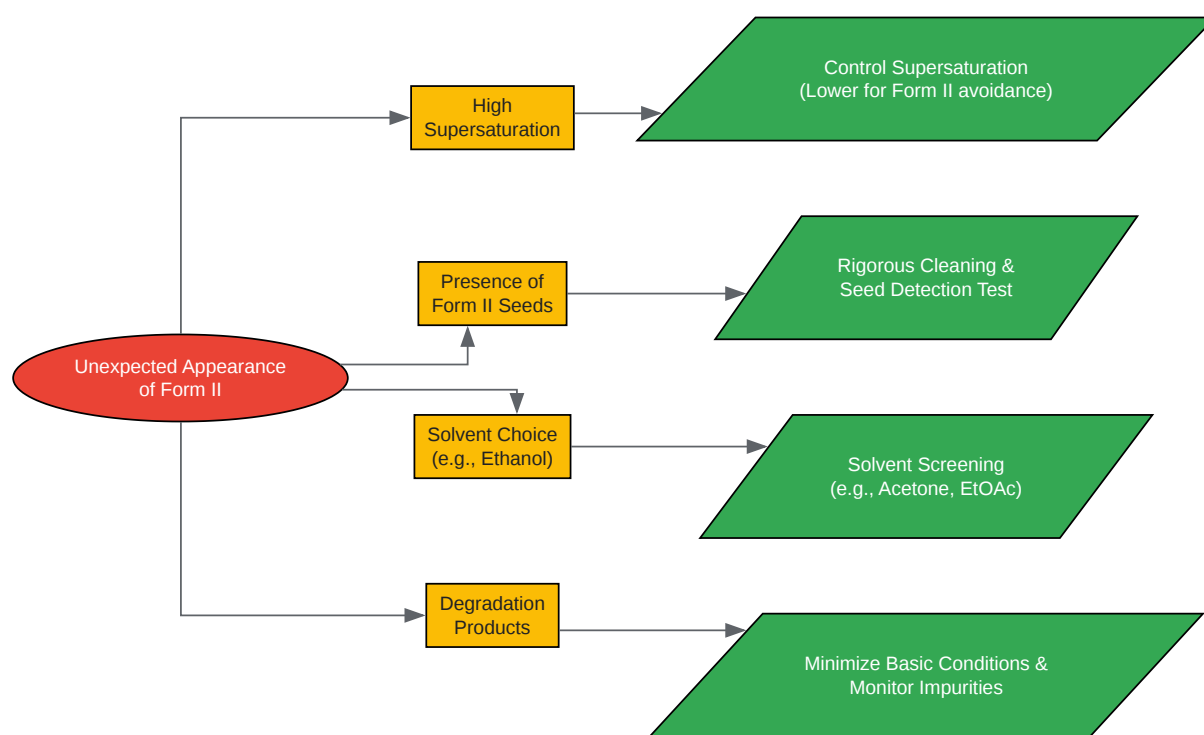 Unexpected Appearance
of Form II
High
Supersaturation
Control Supersaturation
(Lower for Form II avoidance)
Presence of
Form II Seeds
Rigorous Cleaning &
Seed Detection Test
Solvent Choice
(e.g., Ethanol)
Solvent Screening
(e.g., Acetone, EtOAc)
Degradation
Products
Minimize Basic Conditions &
Monitor Impurities